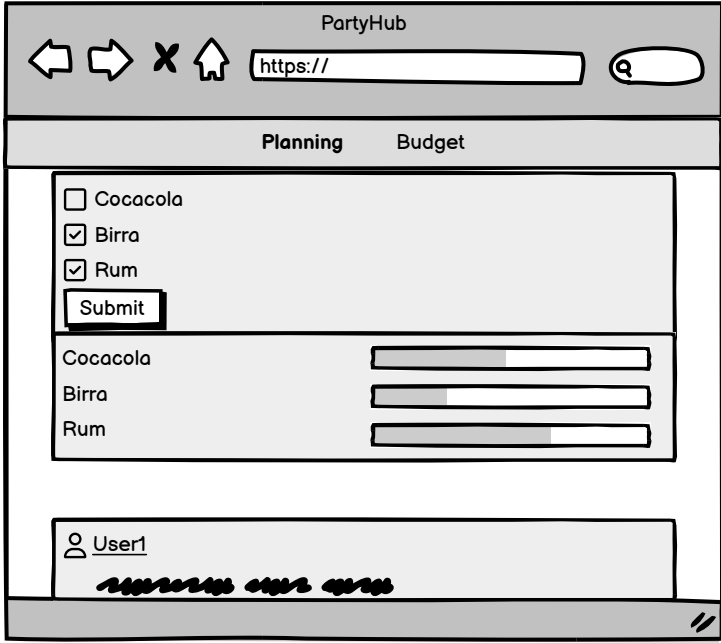 PartyHub
https://
Planning Budget
Cocacola
Birra
Rum
Submit
Cocacola
Birra
Rum
User1